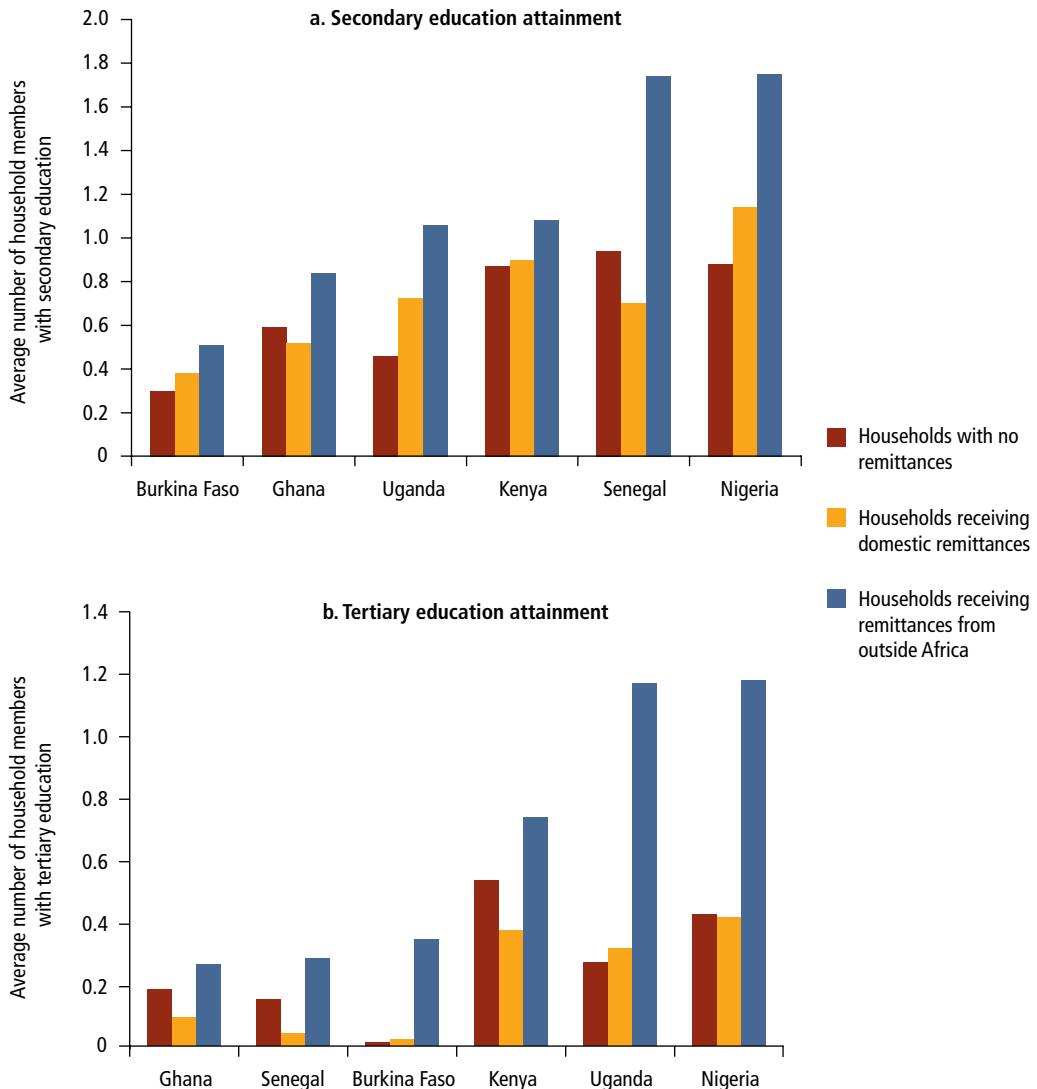 a. Secondary education attainment
Average number of household members
with secondary education
2.0
1.8
1.6
1.4
1.2
1.0
0.8
0.6
0.4
0.2
0
Burkina Faso
Ghana
Uganda
Kenya
Senegal
Nigeria
Households with no
remittances
Households receiving
domestic remittances
Households receiving
remittances from
outside Africa
b. Tertiary education attainment
Average number of household members
with tertiary education
1.4
1.2
1.0
0.8
0.6
0.4
0.2
0
Ghana
Senegal
Burkina Faso
Kenya
Uganda
Nigeria